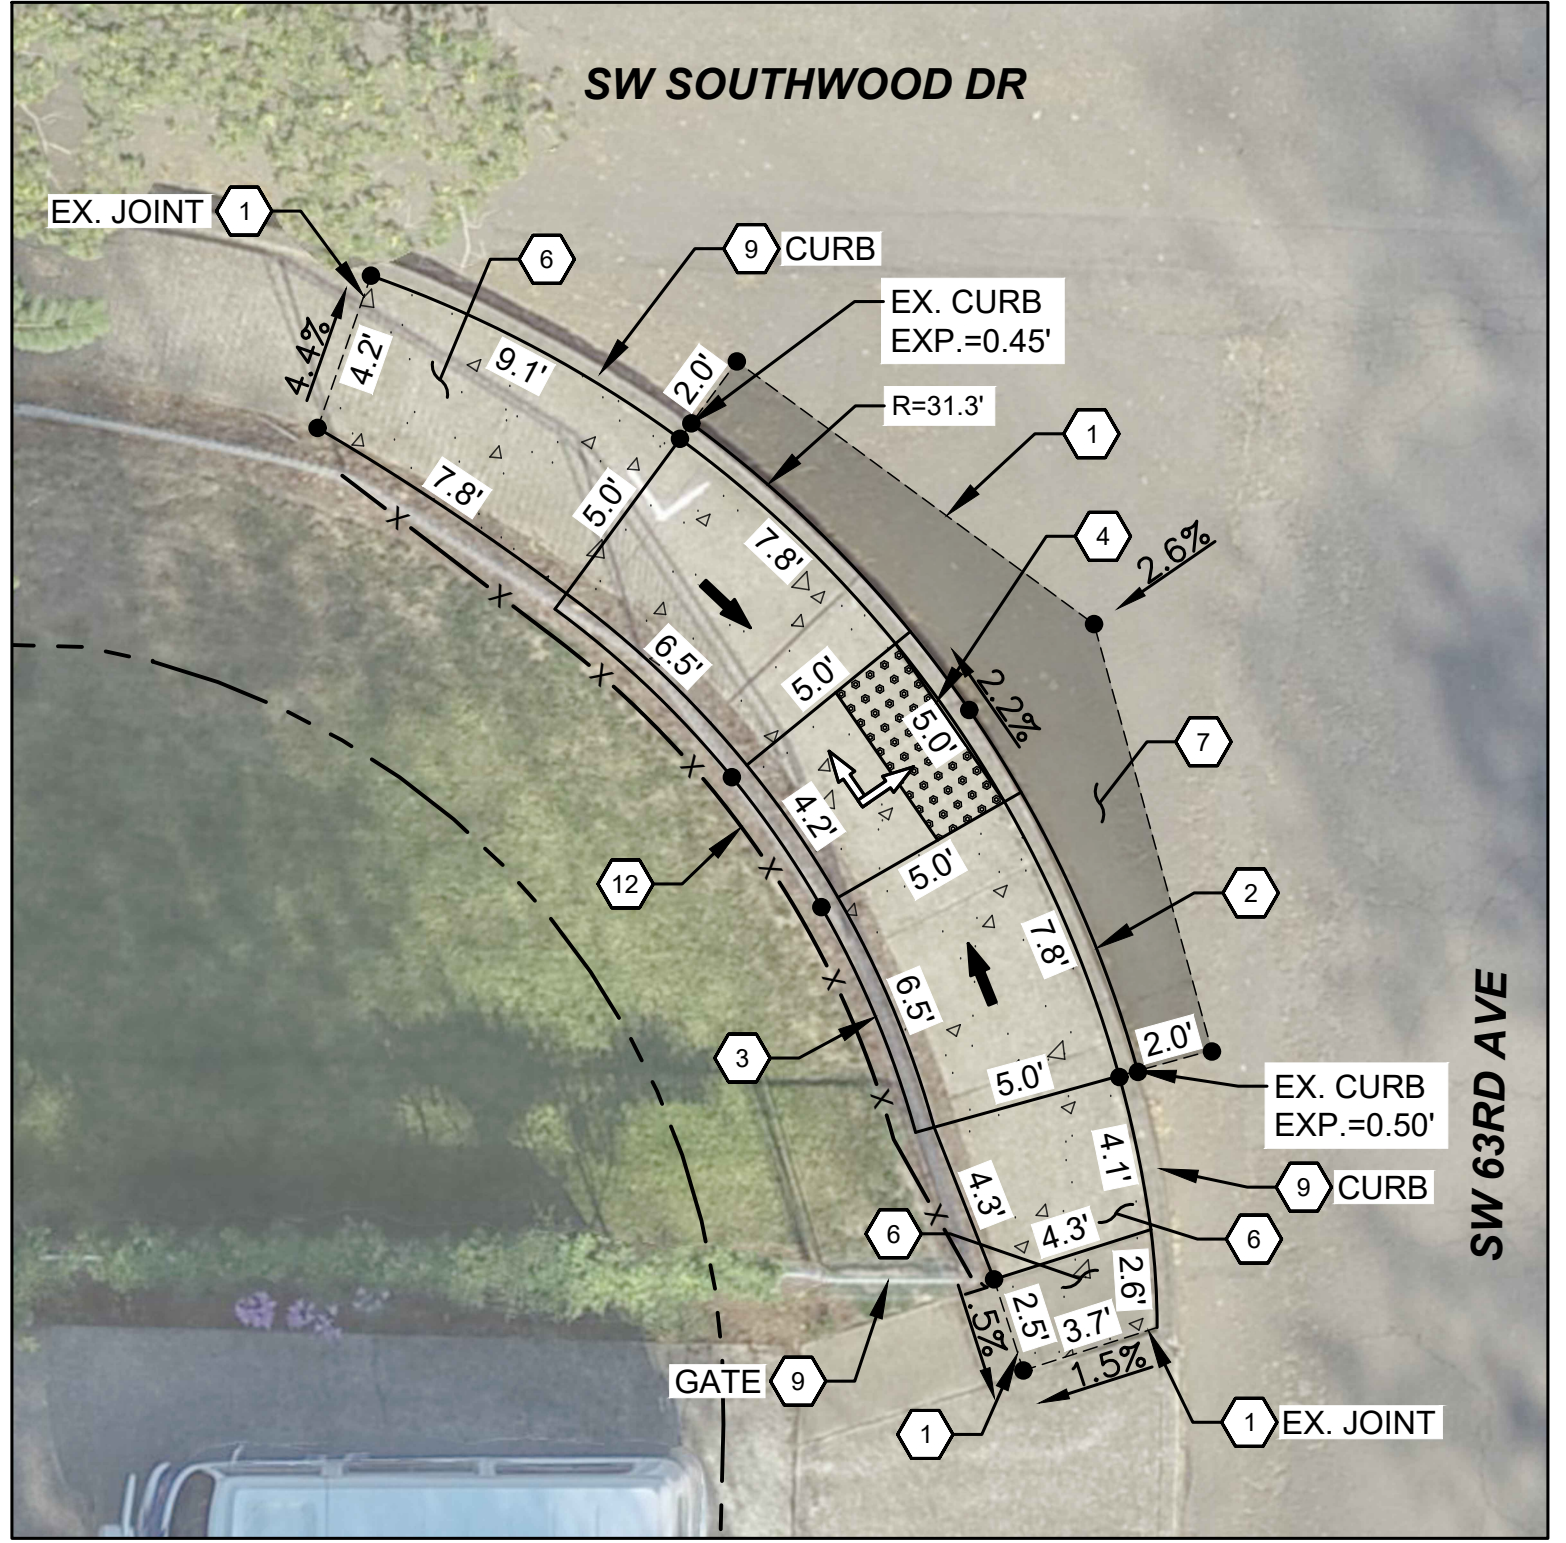 SW SOUTHWOOD DR
EX. JOINT 1
6
9 CURB
EX. CURB
EXP.=0.45'
R=31.3'
1
4
2.6%
4.4%
4.2'
9.1'
2.0'
7.8'
5.0'
7.8'
6.5'
5.0'
5.0'
2.2%
7
4.2'
5.0'
12
2
7.8'
6.5'
3
5.0'
2.0'
EX. CURB
EXP.=0.50'
SW 63RD AVE
4.1'
4.3'
9 CURB
6
4.3'
6
2.6'
2.5'
3.7'
.5%
1.5%
GATE 9
1
1 EX. JOINT
X
X
X
X
X
X
X
X